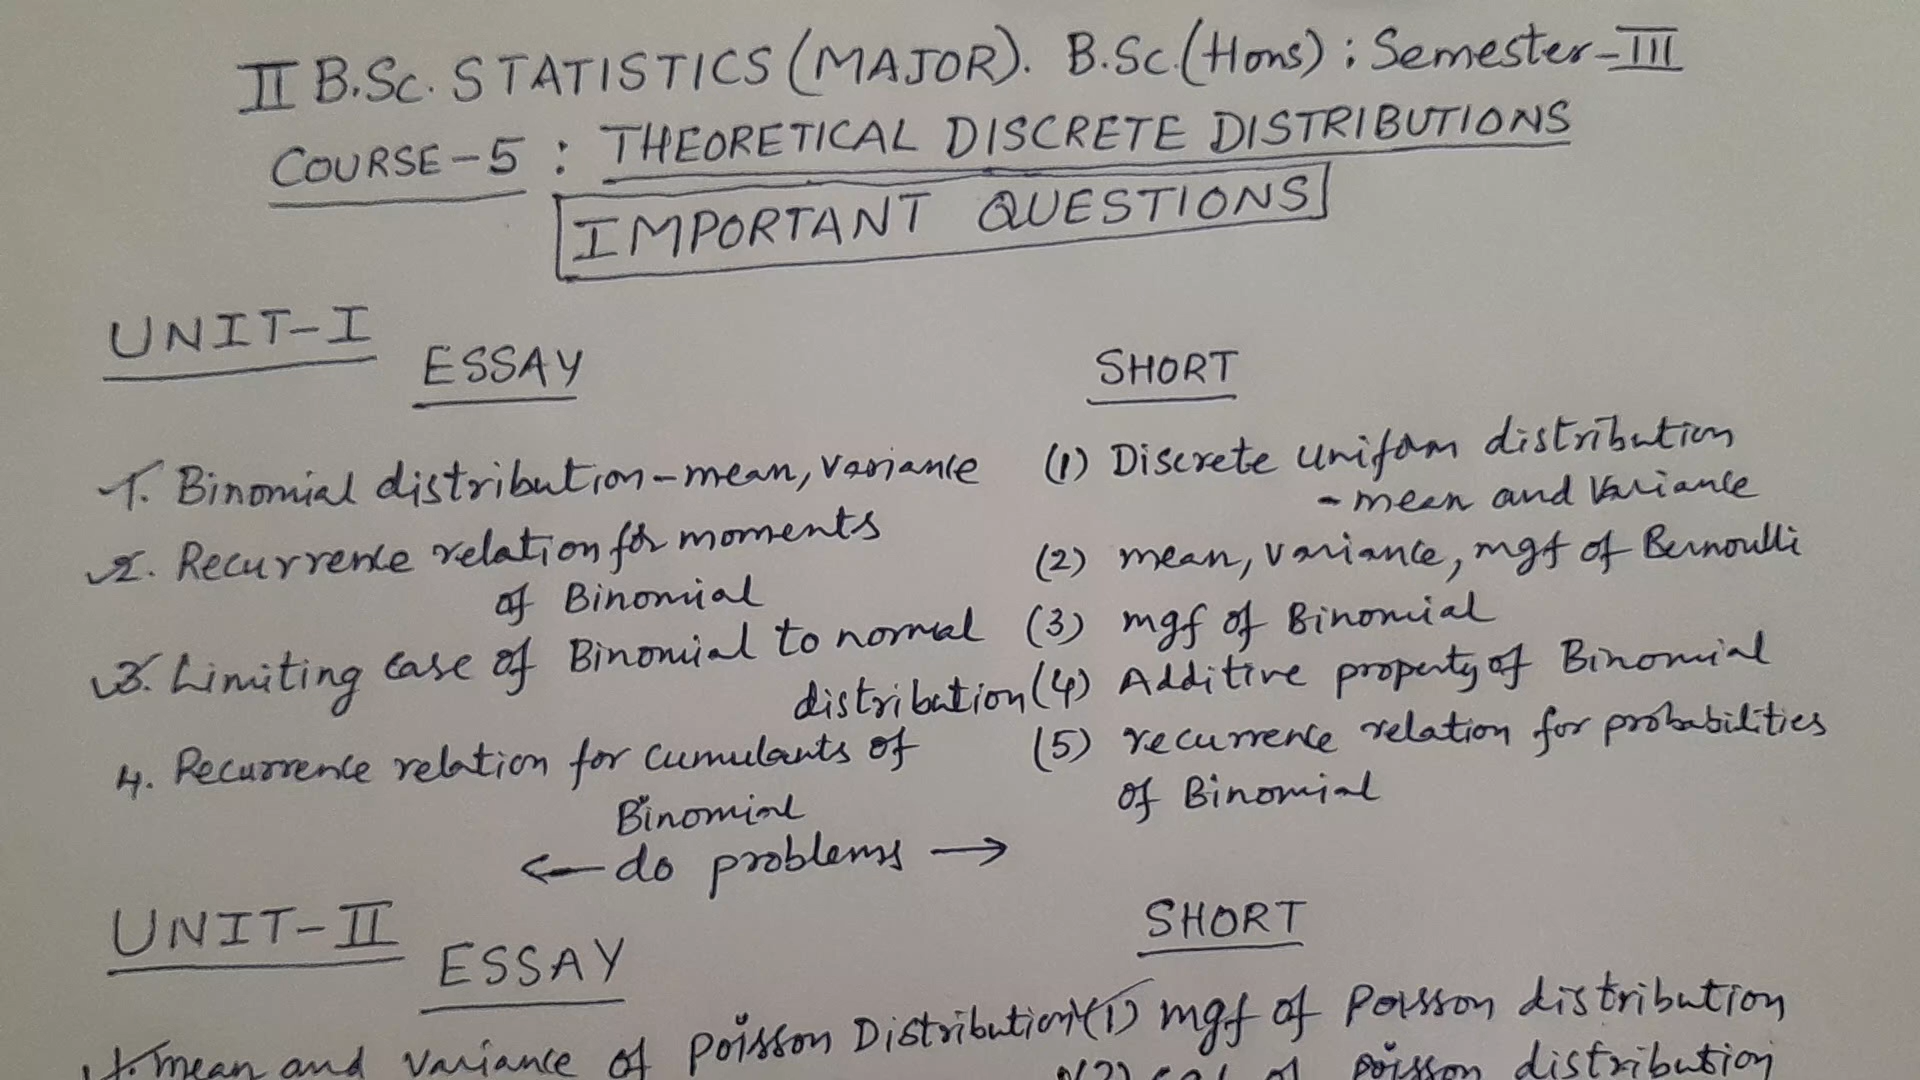 II B.Sc. STATISTICS (MAJOR). B.Sc. (Hons) : Semester-III
COURSE-5 : THEORETICAL DISCRETE DISTRIBUTIONS
IMPORTANT QUESTIONS
UNIT-I
ESSAY
1. Binomial distribution - mean, variance
2. Recurrence relation for moments
of Binomial
3. Limiting case of Binomial to normal
distribution
4. Recurrence relation for cumulants of
Binomial
SHORT
(1) Discrete uniform distribution
- mean and variance
(2) mean, variance, mgf of Bernoulli
(3) mgf of Binomial
(4) Additive property of Binomial
(5) recurrence relation for probabilities
of Binomial
← do problems →
UNIT-II
ESSAY
1. mean and variance of poisson Distribution
SHORT
(1) mgf of Poisson distribution
(2) of poisson distribution